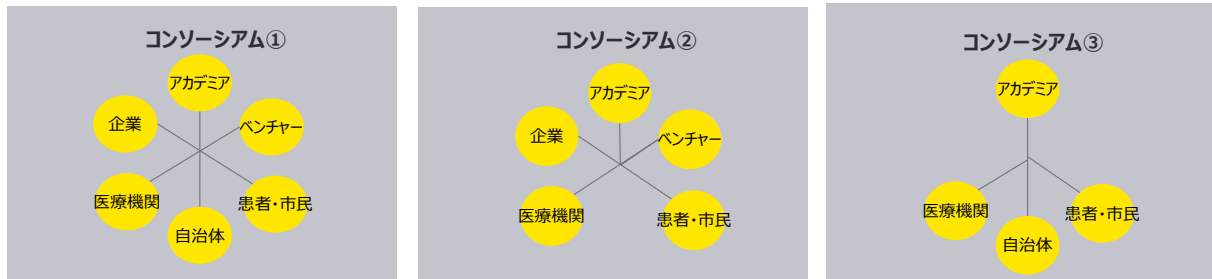 コンソーシアム①
アカデミア
企業
ベンチャー
医療機関
患者・市民
自治体
コンソーシアム②
アカデミア
企業
ベンチャー
医療機関
患者・市民
コンソーシアム③
アカデミア
医療機関
患者・市民
自治体